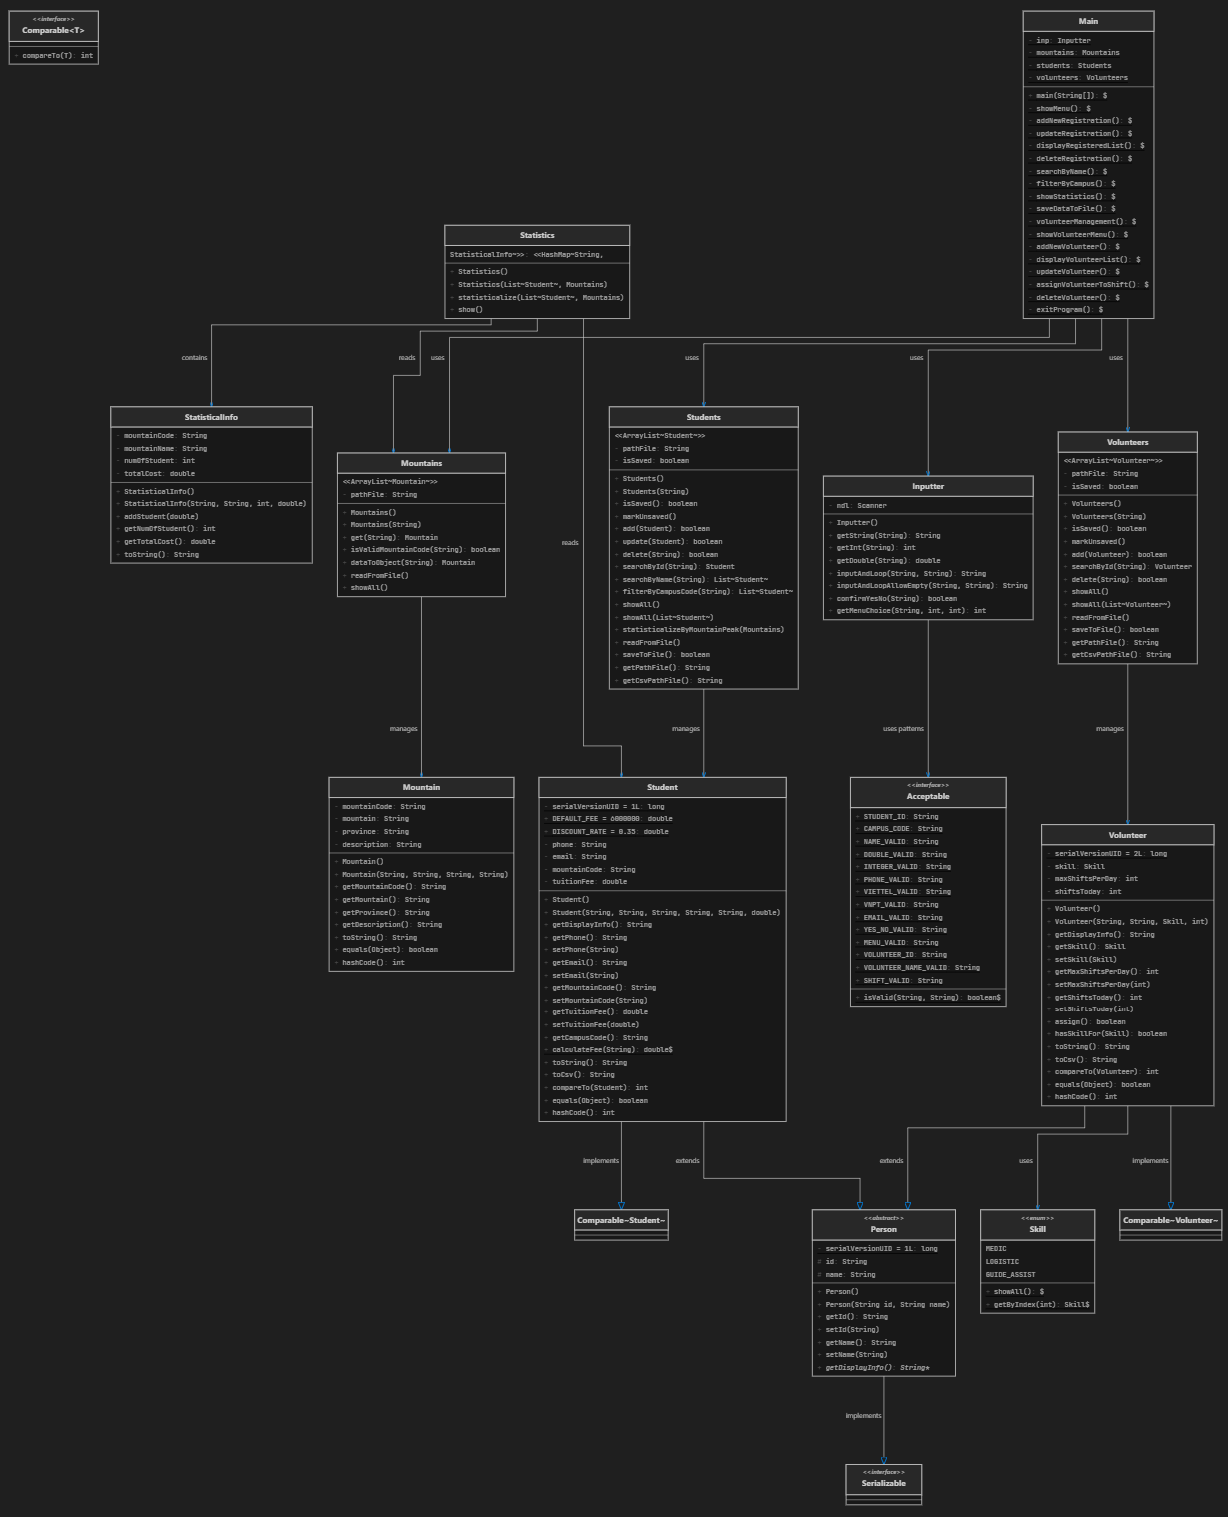 <<interface>>
Comparable<T>
+ compareTo(T): int
Main
- inp: Inputter
- mountains: Mountains
- students: Students
- volunteers: Volunteers
+ main(String[]): $
- showMenu(): $
- addNewRegistration(): $
- updateRegistration(): $
- displayRegisteredList(): $
- deleteRegistration(): $
- searchByName(): $
- filterByCampus(): $
- showStatistics(): $
- saveDataToFile(): $
- volunteerManagement(): $
- showVolunteerMenu(): $
- addNewVolunteer(): $
- displayVolunteerList(): $
- updateVolunteer(): $
- assignVolunteerToShift(): $
- deleteVolunteer(): $
- exitProgram(): $
Statistics
StatisticalInfo~>>: <<HashMap~String,
+ Statistics()
+ Statistics(List~Student~, Mountains)
+ statisticalize(List~Student~, Mountains)
+ show()
contains
reads
uses
uses
uses
uses
reads
StatisticalInfo
- mountainCode: String
- mountainName: String
- numOfStudent: int
- totalCost: double
+ StatisticalInfo()
+ StatisticalInfo(String, String, int, double)
+ addStudent(double)
+ getNumOfStudent(): int
+ getTotalCost(): double
+ toString(): String
Mountains
<<ArrayList~Mountain~>>
- pathFile: String
+ Mountains()
+ Mountains(String)
+ get(String): Mountain
+ isValidMountainCode(String): boolean
+ dataToObject(String): Mountain
+ readFromFile()
+ showAll()
Students
<<ArrayList~Student~>>
- pathFile: String
- isSaved: boolean
+ Students()
+ Students(String)
+ isSaved(): boolean
+ markUnsaved()
+ add(Student): boolean
+ update(Student): boolean
+ delete(String): boolean
+ searchById(String): Student
+ searchByName(String): List~Student~
+ filterByCampusCode(String): List~Student~
+ showAll()
+ showAll(List~Student~)
+ statisticalizeByMountainPeak(Mountains)
+ readFromFile()
+ saveToFile(): boolean
+ getPathFile(): String
+ getCsvPathFile(): String
Inputter
- ndl: Scanner
+ Inputter()
+ getString(String): String
+ getInt(String): int
+ getDouble(String): double
+ inputAndLoop(String, String): String
+ inputAndLoopAllowEmpty(String, String): String
+ confirmYesNo(String): boolean
+ getMenuChoice(String, int, int): int
Volunteers
<<ArrayList~Volunteer~>>
- pathFile: String
- isSaved: boolean
+ Volunteers()
+ Volunteers(String)
+ isSaved(): boolean
+ markUnsaved()
+ add(Volunteer): boolean
+ searchById(String): Volunteer
+ delete(String): boolean
+ showAll()
+ showAll(List~Volunteer~)
+ readFromFile()
+ saveToFile(): boolean
+ getPathFile(): String
+ getCsvPathFile(): String
manages
manages
uses patterns
manages
Mountain
- mountainCode: String
- mountain: String
- province: String
- description: String
+ Mountain()
+ Mountain(String, String, String, String)
+ getMountainCode(): String
+ getMountain(): String
+ getProvince(): String
+ getDescription(): String
+ toString(): String
+ equals(Object): boolean
+ hashCode(): int
Student
- serialVersionUID = 1L: long
+ DEFAULT_FEE = 6000000: double
+ DISCOUNT_RATE = 0.35: double
- phone: String
- email: String
- mountainCode: String
- tuitionFee: double
+ Student()
+ Student(String, String, String, String, String, double)
+ getDisplayInfo(): String
+ getPhone(): String
+ setPhone(String)
+ getEmail(): String
+ setEmail(String)
+ getMountainCode(): String
+ setMountainCode(String)
+ getTuitionFee(): double
+ setTuitionFee(double)
+ getCampusCode(): String
+ calculateFee(String): double$
+ toString(): String
+ toCsv(): String
+ compareTo(Student): int
+ equals(Object): boolean
+ hashCode(): int
<<interface>>
Acceptable
+ STUDENT_ID: String
+ CAMPUS_CODE: String
+ NAME_VALID: String
+ DOUBLE_VALID: String
+ INTEGER_VALID: String
+ PHONE_VALID: String
+ VIETTEL_VALID: String
+ VNPT_VALID: String
+ EMAIL_VALID: String
+ YES_NO_VALID: String
+ MENU_VALID: String
+ VOLUNTEER_ID: String
+ VOLUNTEER_NAME_VALID: String
+ SHIFT_VALID: String
+ isValid(String, String): boolean$
Volunteer
- serialVersionUID = 2L: long
- skill: Skill
- maxShiftsPerDay: int
- shiftsToday: int
+ Volunteer()
+ Volunteer(String, String, Skill, int)
+ getDisplayInfo(): String
+ getSkill(): Skill
+ setSkill(Skill)
+ getMaxShiftsPerDay(): int
+ setMaxShiftsPerDay(int)
+ getShiftsToday(): int
+ setShiftsToday(int)
+ assign(): boolean
+ hasSkillFor(Skill): boolean
+ toString(): String
+ toCsv(): String
+ compareTo(Volunteer): int
+ equals(Object): boolean
+ hashCode(): int
implements
extends
extends
uses
implements
Comparable~Student~
<<abstract>>
Person
- serialVersionUID = 1L: long
# id: String
# name: String
+ Person()
+ Person(String id, String name)
+ getId(): String
+ setId(String)
+ getName(): String
+ setName(String)
+ getDisplayInfo(): String*
<<enum>>
Skill
MEDIC
LOGISTIC
GUIDE_ASSIST
+ showAll(): $
+ getByIndex(int): Skill$
Comparable~Volunteer~
implements
<<interface>>
Serializable